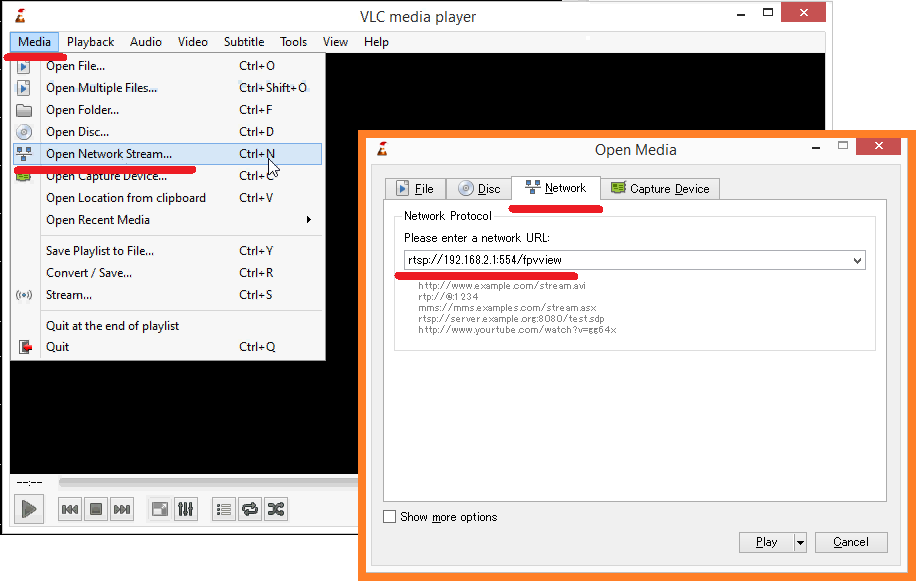 VLC media player
Media Playback Audio Video Subtitle Tools View Help
Open File... Ctrl+O
Open Multiple Files... Ctrl+Shift+O
Open Folder... Ctrl+F
Open Disc... Ctrl+D
Open Network Stream... Ctrl+N
Open Capture Device... Ctrl+C
Open Location from clipboard Ctrl+V
Open Recent Media
Save Playlist to File... Ctrl+Y
Convert / Save... Ctrl+R
Stream... Ctrl+S
Quit at the end of playlist
Quit Ctrl+Q
--:--
Open Media
File Disc Network Capture Device
Network Protocol
Please enter a network URL:
rtsp://192.168.2.1:554/fpvview
http://www.example.com/stream.avi
rtp://@:1234
mms://mms.examples.com/stream.asx
rtsp://server.example.org:8080/test.sdp
http://www.yourtube.com/watch?v=gg64x
Show more options
Play Cancel